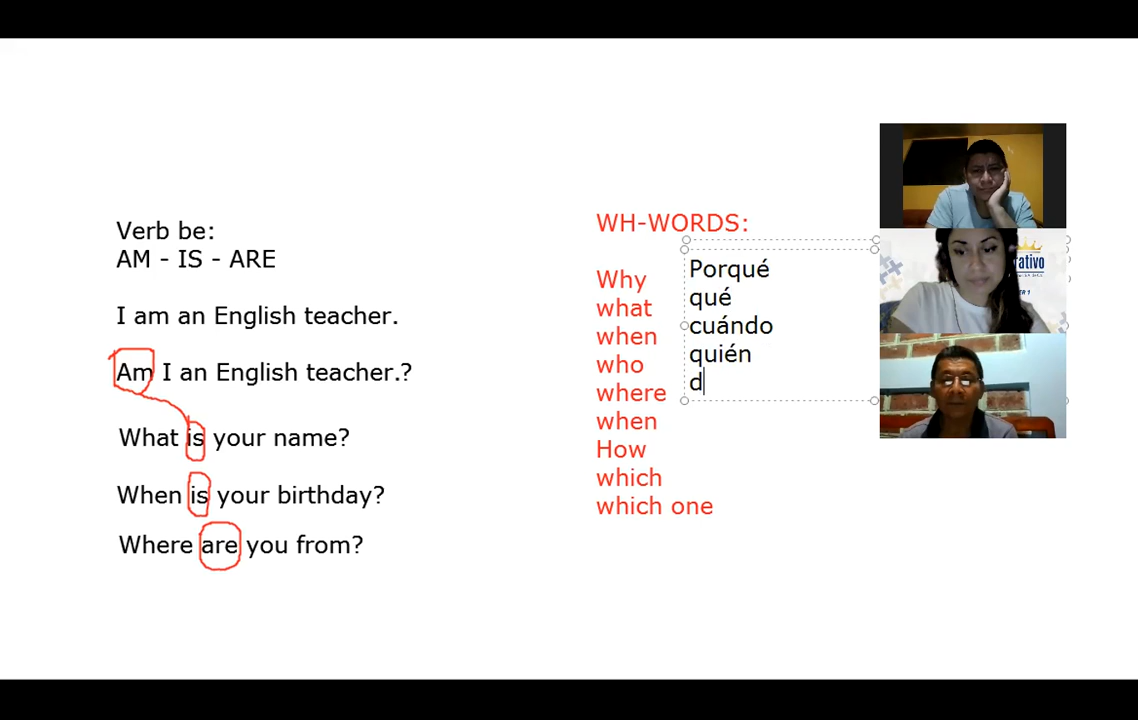 Verb be:
AM - IS - ARE
I am an English teacher.
Am I an English teacher.?
What is your name?
When is your birthday?
Where are you from?
WH-WORDS:
Why
what
when
who
where
when
How
which
which one
Porqué
qué
cuándo
quién
d
rativo